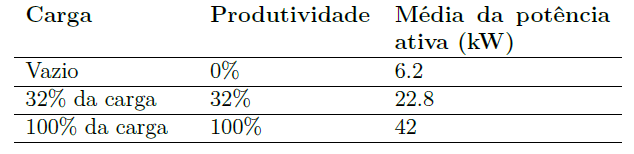 Carga Produtividade Média da potência
ativa (kW)
Vazio 0% 6.2
32% da carga 32% 22.8
100% da carga 100% 42